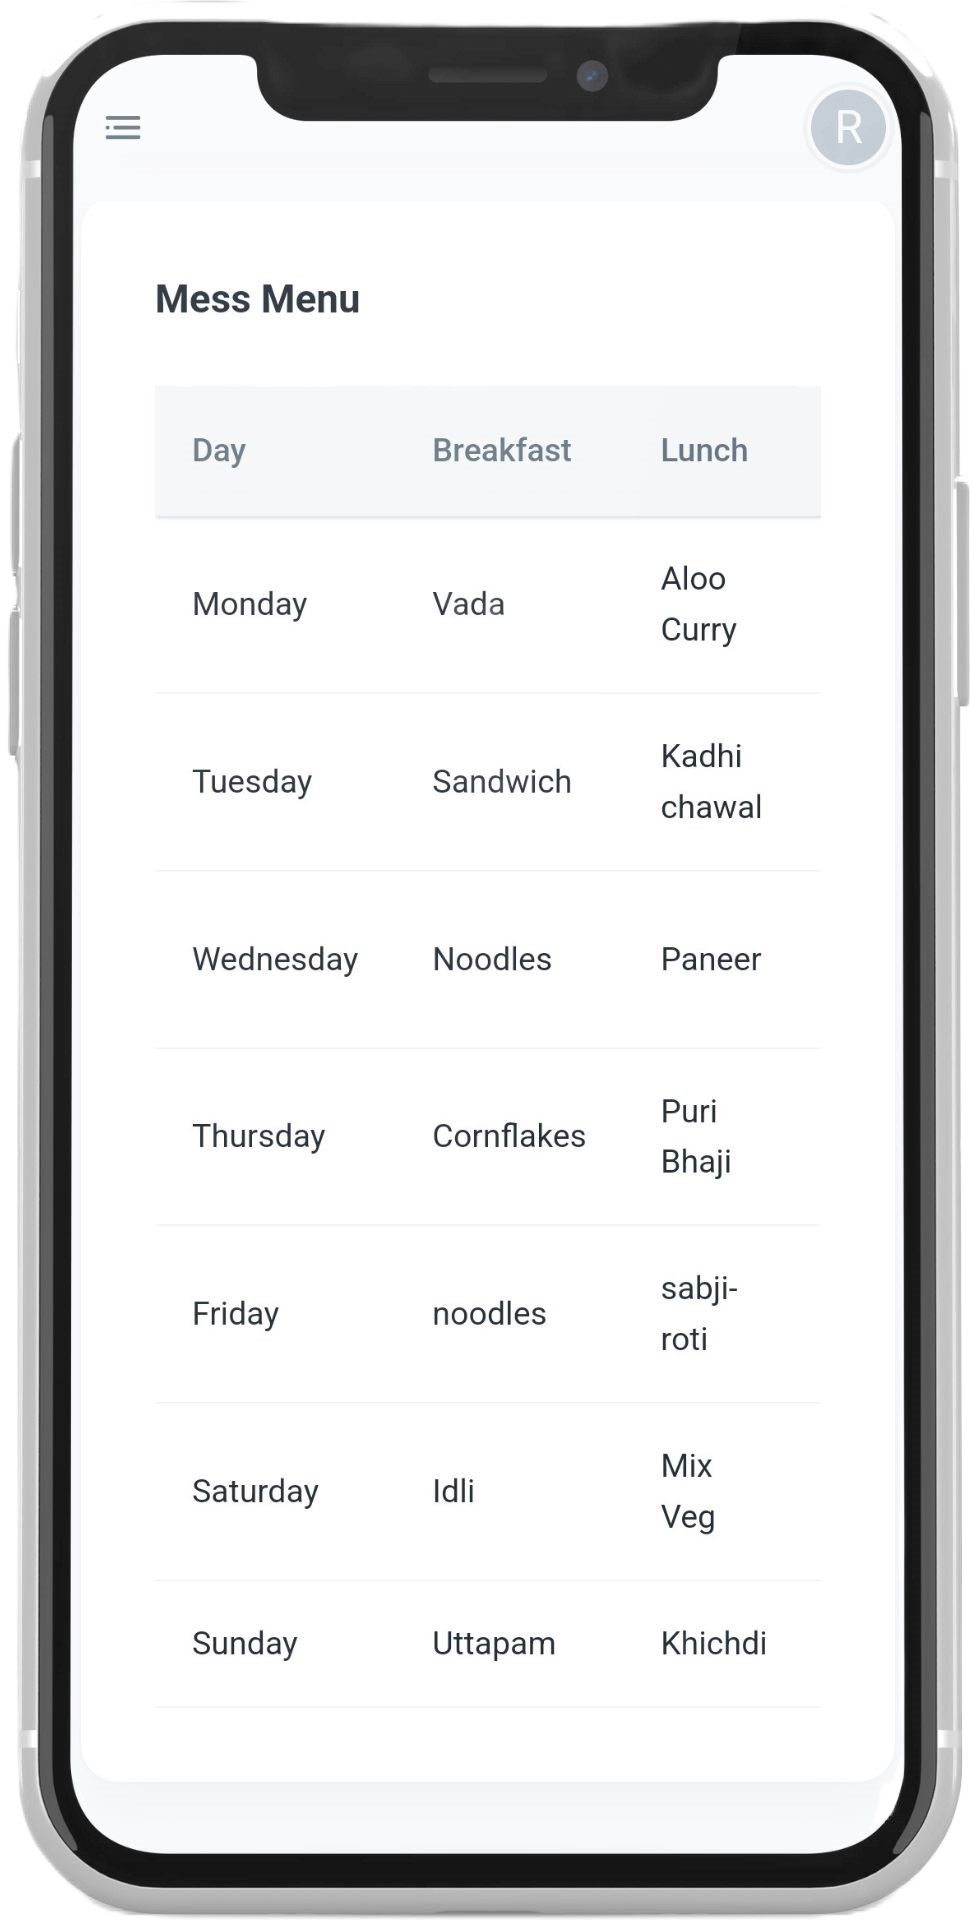 R
Mess Menu
Day Breakfast Lunch
Monday Vada Aloo
Curry
Tuesday Sandwich Kadhi
chawal
Wednesday Noodles Paneer
Thursday Cornflakes Puri
Bhaji
Friday noodles sabji-
roti
Saturday Idli Mix
Veg
Sunday Uttapam Khichdi